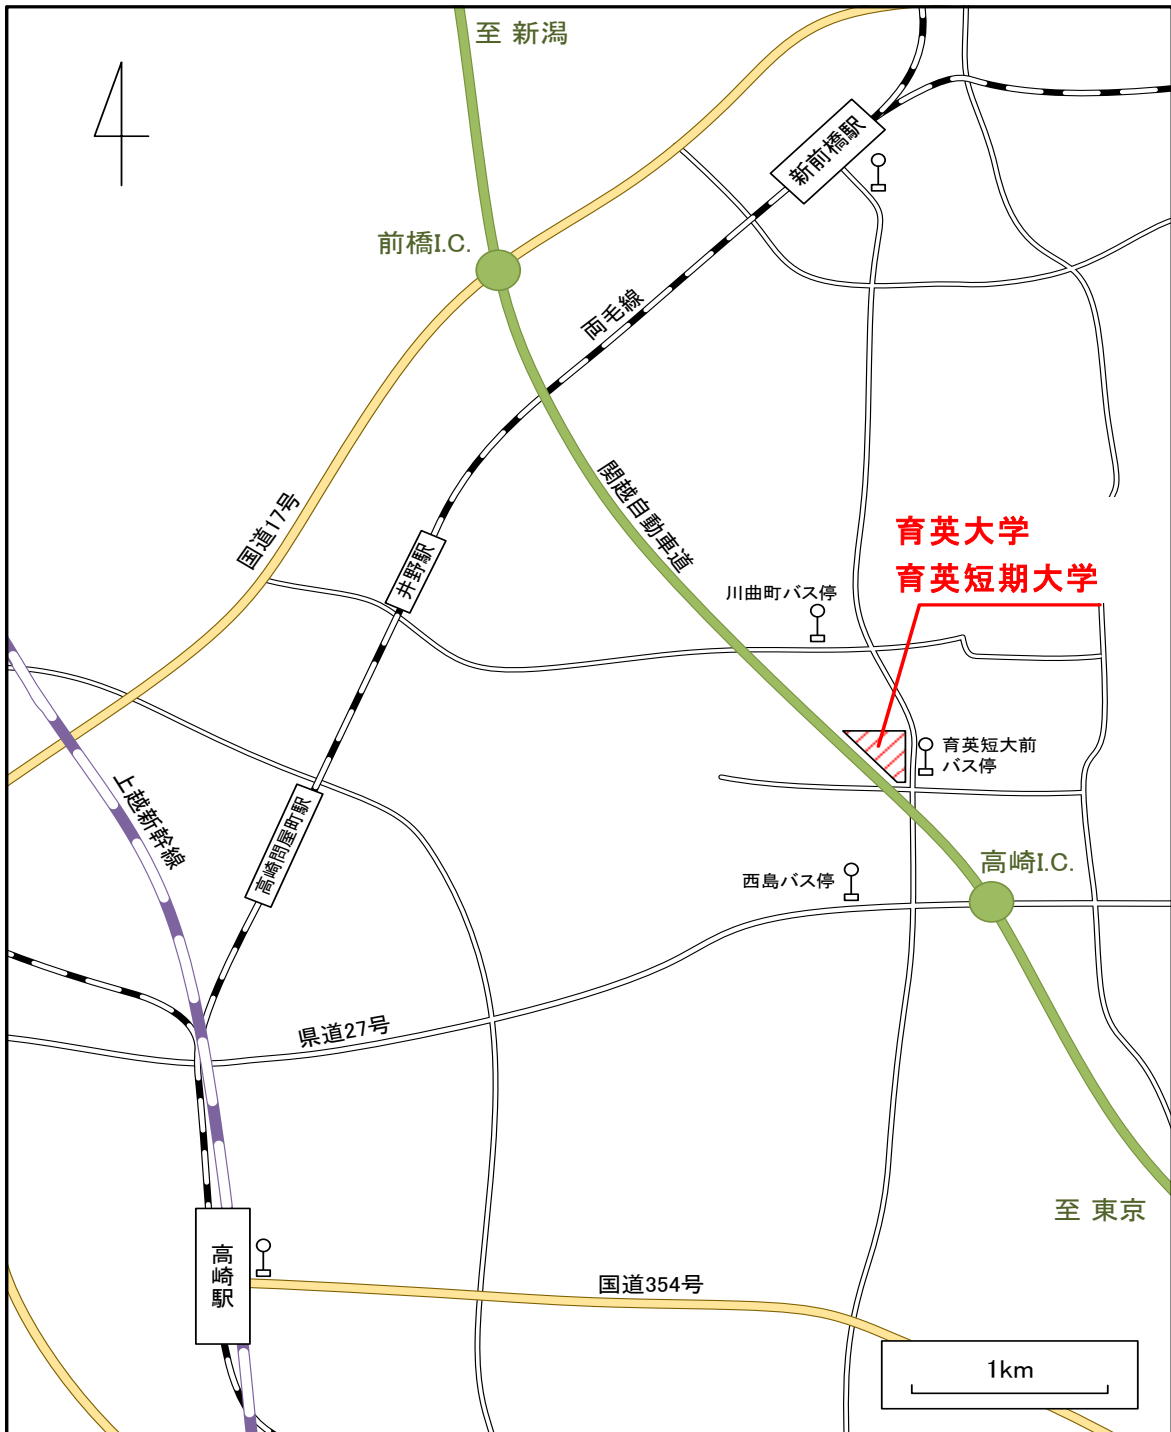 至 新潟
新前橋駅
前橋I.C.
両毛線
関越自動車道
国道17号
育英大学
育英短期大学
井野駅
川曲町バス停
育英短大前
バス停
上越新幹線
高崎問屋町駅
高崎I.C.
西島バス停
県道27号
至 東京
高崎駅
国道354号
1km